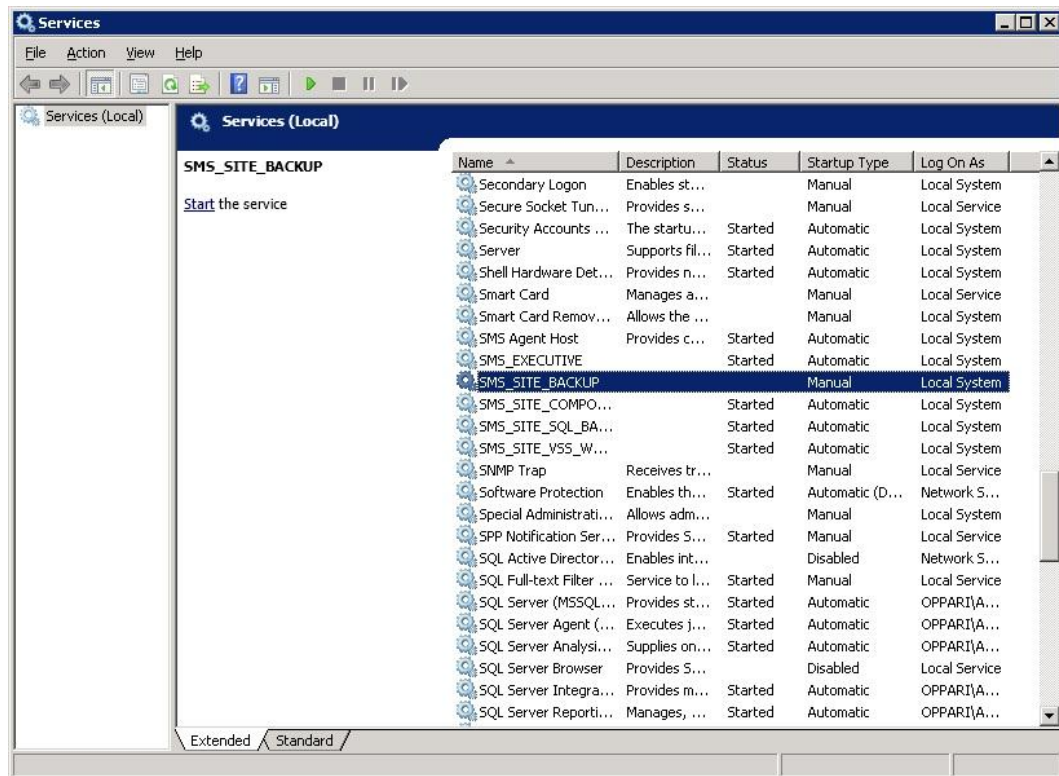 Services
File Action View Help
Services (Local)
Services (Local)
SMS_SITE_BACKUP
Start the service
Name Description Status Startup Type Log On As
Secondary Logon Enables st... Manual Local System
Secure Socket Tun... Provides s... Manual Local Service
Security Accounts ... The startu... Started Automatic Local System
Server Supports fil... Started Automatic Local System
Shell Hardware Det... Provides n... Started Automatic Local System
Smart Card Manages a... Manual Local Service
Smart Card Remov... Allows the ... Manual Local System
SMS Agent Host Provides c... Started Automatic Local System
SMS_EXECUTIVE Started Automatic Local System
SMS_SITE_BACKUP Manual Local System
SMS_SITE_COMPO... Started Automatic Local System
SMS_SITE_SQL_BA... Started Automatic Local System
SMS_SITE_VSS_W... Started Automatic Local System
SNMP Trap Receives tr... Manual Local Service
Software Protection Enables th... Started Automatic (D... Network S...
Special Administrati... Allows adm... Manual Local System
SPP Notification Ser... Provides S... Started Manual Local Service
SQL Active Director... Enables int... Disabled Network S...
SQL Full-text Filter ... Service to l... Started Manual Local Service
SQL Server (MSSQL... Provides st... Started Automatic OPPARI\A...
SQL Server Agent (... Executes j... Started Automatic OPPARI\A...
SQL Server Analysi... Supplies on... Started Automatic OPPARI\A...
SQL Server Browser Provides S... Disabled Local Service
SQL Server Integra... Provides m... Started Automatic OPPARI\A...
SQL Server Reporti... Manages, ... Started Automatic OPPARI\A...
Extended Standard